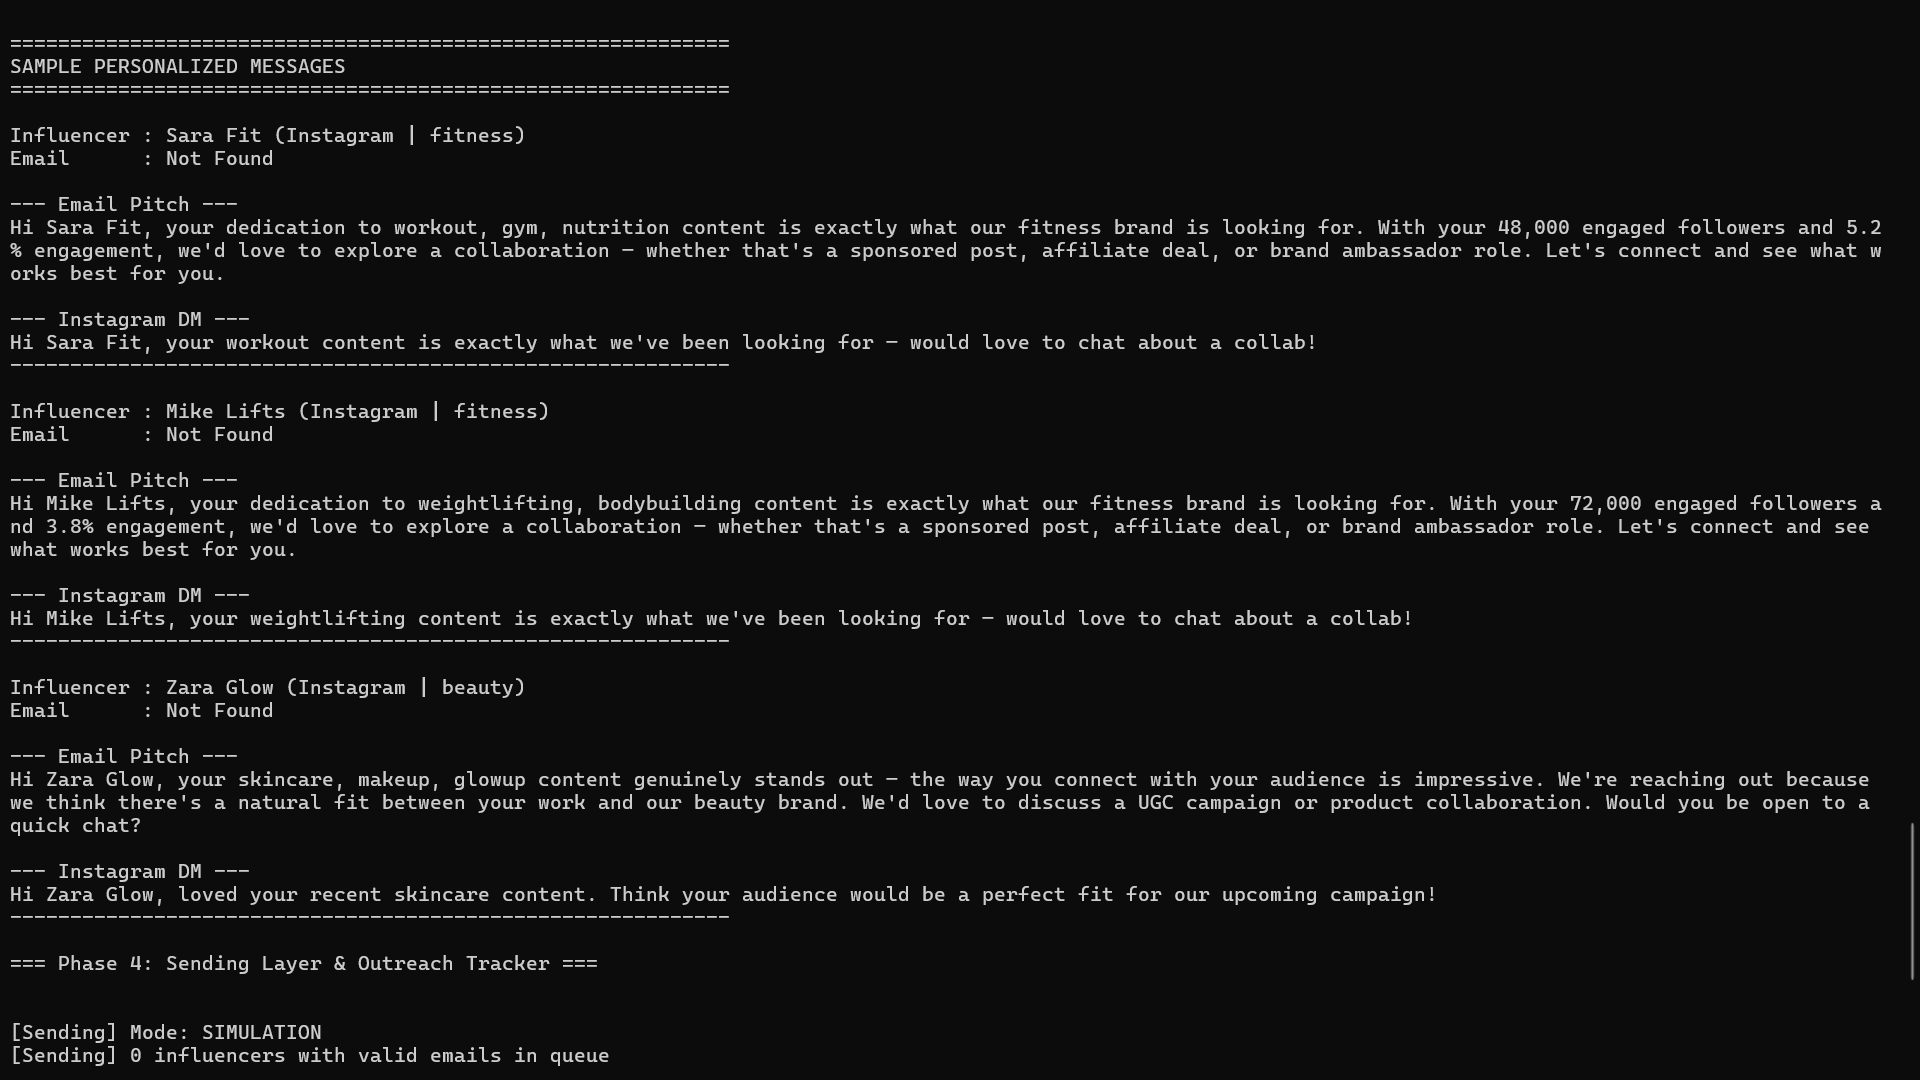 ============================================================
SAMPLE PERSONALIZED MESSAGES
============================================================
Influencer : Sara Fit (Instagram | fitness)
Email      : Not Found
--- Email Pitch ---
Hi Sara Fit, your dedication to workout, gym, nutrition content is exactly what our fitness brand is looking for. With your 48,000 engaged followers and 5.2
% engagement, we'd love to explore a collaboration — whether that's a sponsored post, affiliate deal, or brand ambassador role. Let's connect and see what w
orks best for you.
--- Instagram DM ---
Hi Sara Fit, your workout content is exactly what we've been looking for — would love to chat about a collab!
------------------------------------------------------------
Influencer : Mike Lifts (Instagram | fitness)
Email      : Not Found
--- Email Pitch ---
Hi Mike Lifts, your dedication to weightlifting, bodybuilding content is exactly what our fitness brand is looking for. With your 72,000 engaged followers a
nd 3.8% engagement, we'd love to explore a collaboration — whether that's a sponsored post, affiliate deal, or brand ambassador role. Let's connect and see
what works best for you.
--- Instagram DM ---
Hi Mike Lifts, your weightlifting content is exactly what we've been looking for — would love to chat about a collab!
------------------------------------------------------------
Influencer : Zara Glow (Instagram | beauty)
Email      : Not Found
--- Email Pitch ---
Hi Zara Glow, your skincare, makeup, glowup content genuinely stands out — the way you connect with your audience is impressive. We're reaching out because
we think there's a natural fit between your work and our beauty brand. We'd love to discuss a UGC campaign or product collaboration. Would you be open to a
quick chat?
--- Instagram DM ---
Hi Zara Glow, loved your recent skincare content. Think your audience would be a perfect fit for our upcoming campaign!
------------------------------------------------------------
=== Phase 4: Sending Layer & Outreach Tracker ===
[Sending] Mode: SIMULATION
[Sending] 0 influencers with valid emails in queue